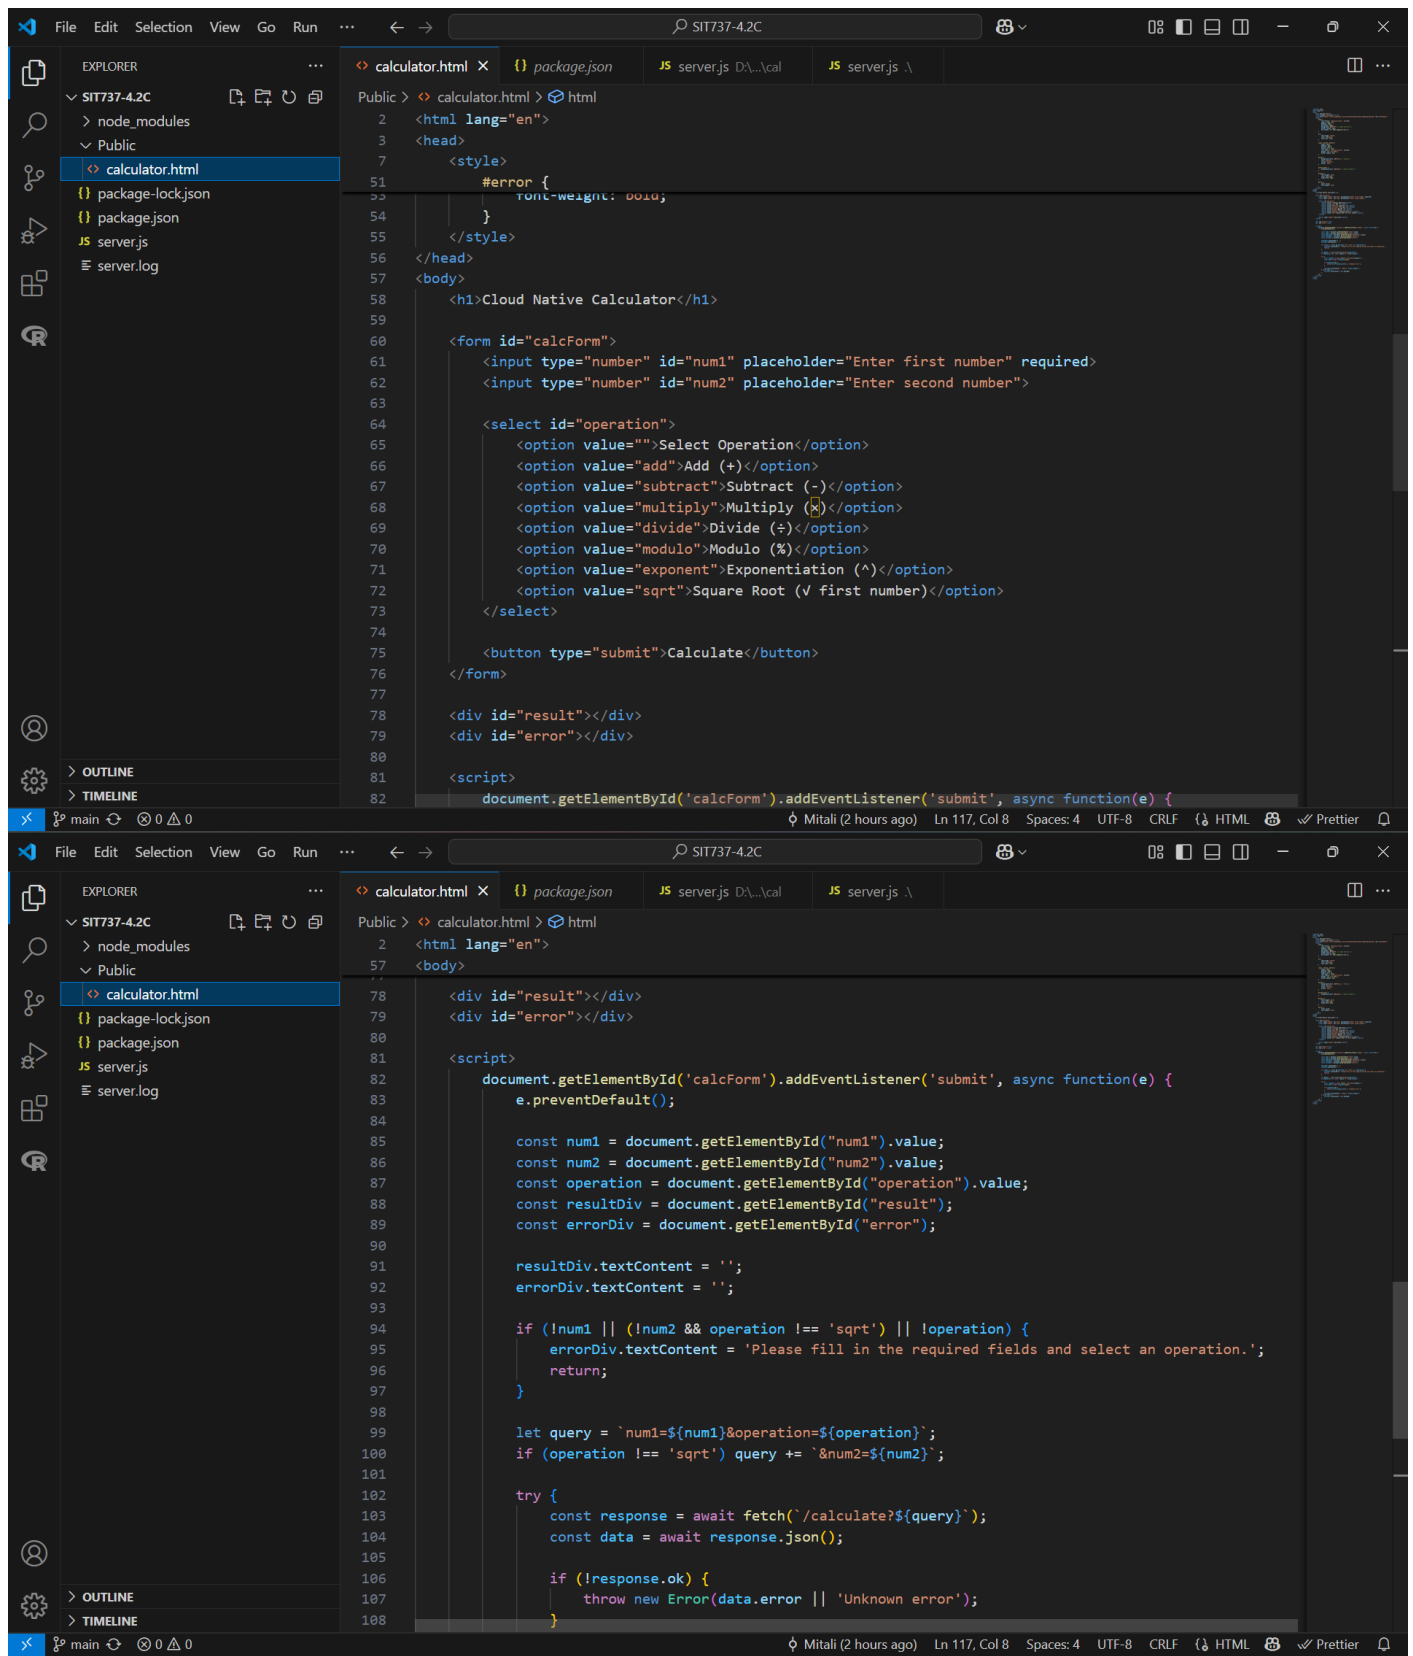 File Edit Selection View Go Run ··· ← → SIT737-4.2C
EXPLORER ···
calculator.html × {} package.json JS server.js D:\...\cal JS server.js .\ ···
SIT737-4.2C
Public > calculator.html > html
node_modules
Public
calculator.html
{} package-lock.json
{} package.json
JS server.js
server.log
2 <html lang="en">
3 <head>
7 <style>
51 #error {
53 font-weight: bold;
54 }
55 </style>
56 </head>
57 <body>
58 <h1>Cloud Native Calculator</h1>
59
60 <form id="calcForm">
61 <input type="number" id="num1" placeholder="Enter first number" required>
62 <input type="number" id="num2" placeholder="Enter second number">
63
64 <select id="operation">
65 <option value="">Select Operation</option>
66 <option value="add">Add (+)</option>
67 <option value="subtract">Subtract (-)</option>
68 <option value="multiply">Multiply (×)</option>
69 <option value="divide">Divide (÷)</option>
70 <option value="modulo">Modulo (%)</option>
71 <option value="exponent">Exponentiation (^)</option>
72 <option value="sqrt">Square Root (√ first number)</option>
73 </select>
74
75 <button type="submit">Calculate</button>
76 </form>
77
78 <div id="result"></div>
79 <div id="error"></div>
80
81 <script>
82 document.getElementById('calcForm').addEventListener('submit', async function(e) {
OUTLINE
TIMELINE
main 0 0 Mitali (2 hours ago) Ln 117, Col 8 Spaces: 4 UTF-8 CRLF HTML Prettier
File Edit Selection View Go Run ··· ← → SIT737-4.2C
EXPLORER ···
calculator.html × {} package.json JS server.js D:\...\cal JS server.js .\ ···
SIT737-4.2C
Public > calculator.html > html
node_modules
Public
calculator.html
{} package-lock.json
{} package.json
JS server.js
server.log
2 <html lang="en">
57 <body>
78 <div id="result"></div>
79 <div id="error"></div>
80
81 <script>
82 document.getElementById('calcForm').addEventListener('submit', async function(e) {
83 e.preventDefault();
84
85 const num1 = document.getElementById("num1").value;
86 const num2 = document.getElementById("num2").value;
87 const operation = document.getElementById("operation").value;
88 const resultDiv = document.getElementById("result");
89 const errorDiv = document.getElementById("error");
90
91 resultDiv.textContent = '';
92 errorDiv.textContent = '';
93
94 if (!num1 || (!num2 && operation !== 'sqrt') || !operation) {
95 errorDiv.textContent = 'Please fill in the required fields and select an operation.';
96 return;
97 }
98
99 let query = `num1=${num1}&operation=${operation}`;
100 if (operation !== 'sqrt') query += `&num2=${num2}`;
101
102 try {
103 const response = await fetch(`/calculate?${query}`);
104 const data = await response.json();
105
106 if (!response.ok) {
107 throw new Error(data.error || 'Unknown error');
108 }
OUTLINE
TIMELINE
main 0 0 Mitali (2 hours ago) Ln 117, Col 8 Spaces: 4 UTF-8 CRLF HTML Prettier